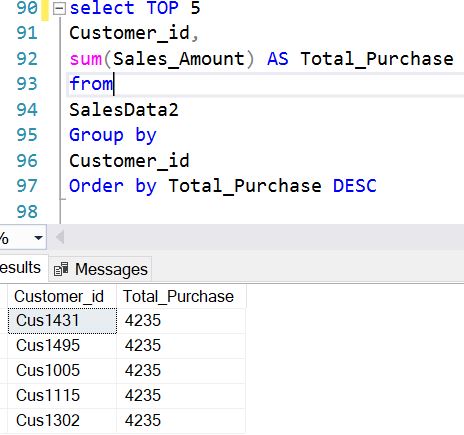 90 select TOP 5
91 Customer_id,
92 sum(Sales_Amount) AS Total_Purchase
93 from
94 SalesData2
95 Group by
96 Customer_id
97 Order by Total_Purchase DESC
98
%
esults Messages
Customer_id Total_Purchase
Cus1431 4235
Cus1495 4235
Cus1005 4235
Cus1115 4235
Cus1302 4235